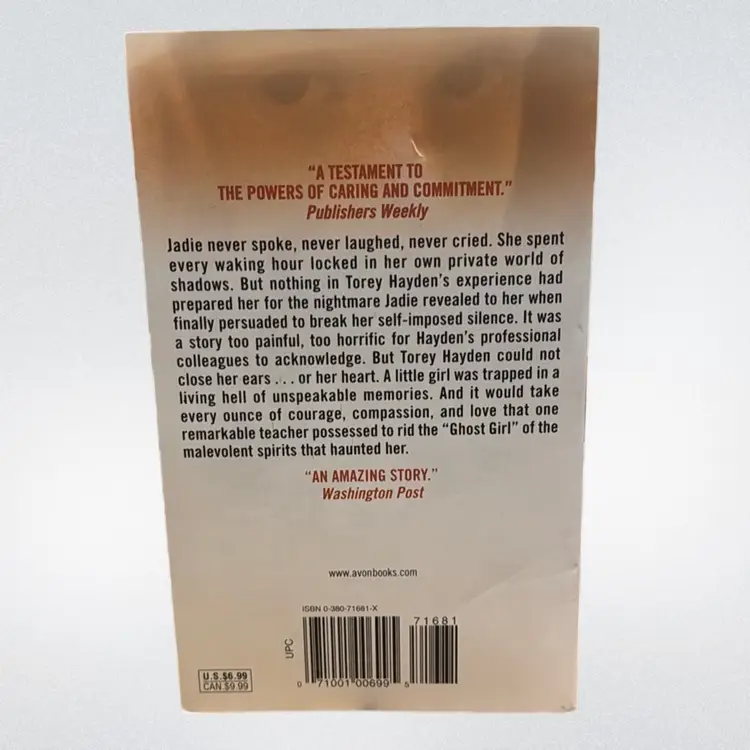 “A TESTAMENT TO
THE POWERS OF CARING AND COMMITMENT.”
Publishers Weekly
Jadie never spoke, never laughed, never cried. She spent
every waking hour locked in her own private world of
shadows. But nothing in Torey Hayden’s experience had
prepared her for the nightmare Jadie revealed to her when
finally persuaded to break her self-imposed silence. It was
a story too painful, too horrific for Hayden’s professional
colleagues to acknowledge. But Torey Hayden could not
close her ears . . . or her heart. A little girl was trapped in a
living hell of unspeakable memories. And it would take
every ounce of courage, compassion, and love that one
remarkable teacher possessed to rid the “Ghost Girl” of the
malevolent spirits that haunted her.
“AN AMAZING STORY.”
Washington Post
www.avonbooks.com
ISBN 0-380-71681-X
71681
UPC
0 71001 00699 5
U.S.$6.99
CAN.$9.99